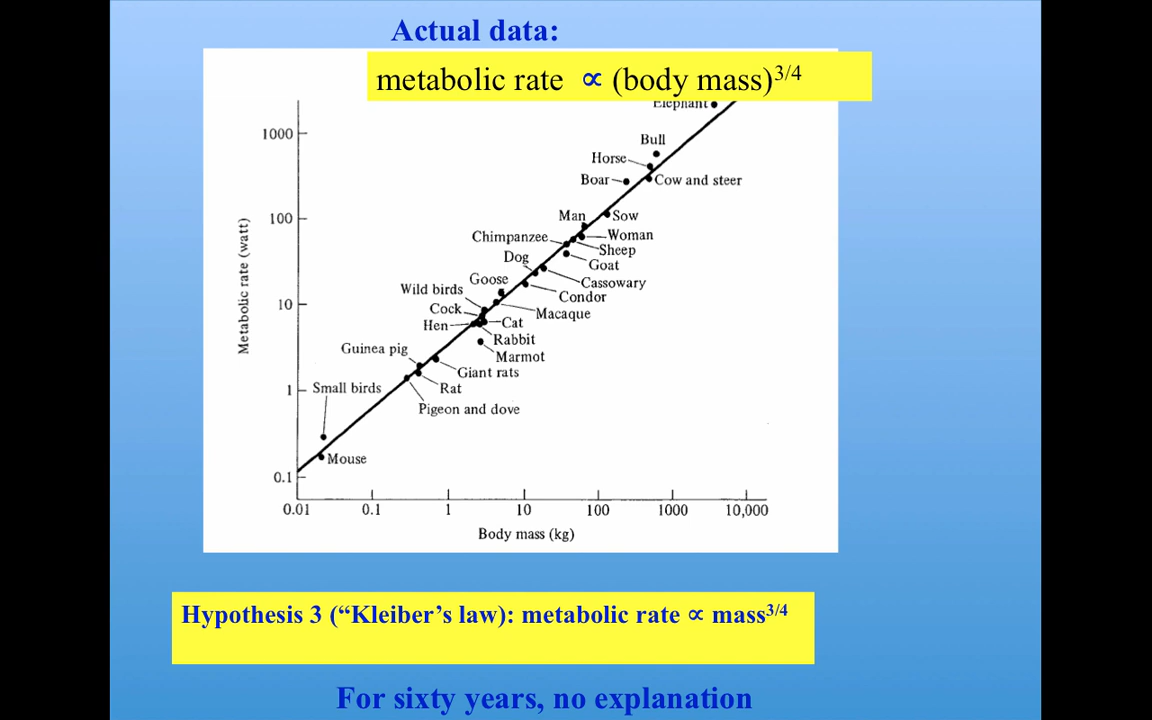 Actual data:
metabolic rate ∝ (body mass)3/4
Elephant
1000
Bull
Horse
Boar
Cow and steer
100
Man
Sow
Chimpanzee
Woman
Sheep
Dog
Goat
Goose
Cassowary
Wild birds
Condor
10
Cock
Macaque
Hen
Cat
Rabbit
Guinea pig
Marmot
Giant rats
1
Small birds
Rat
Pigeon and dove
Mouse
0.1
Metabolic rate (watt)
0.01 0.1 1 10 100 1000 10,000
Body mass (kg)
Hypothesis 3 (“Kleiber’s law): metabolic rate ∝ mass3/4
For sixty years, no explanation